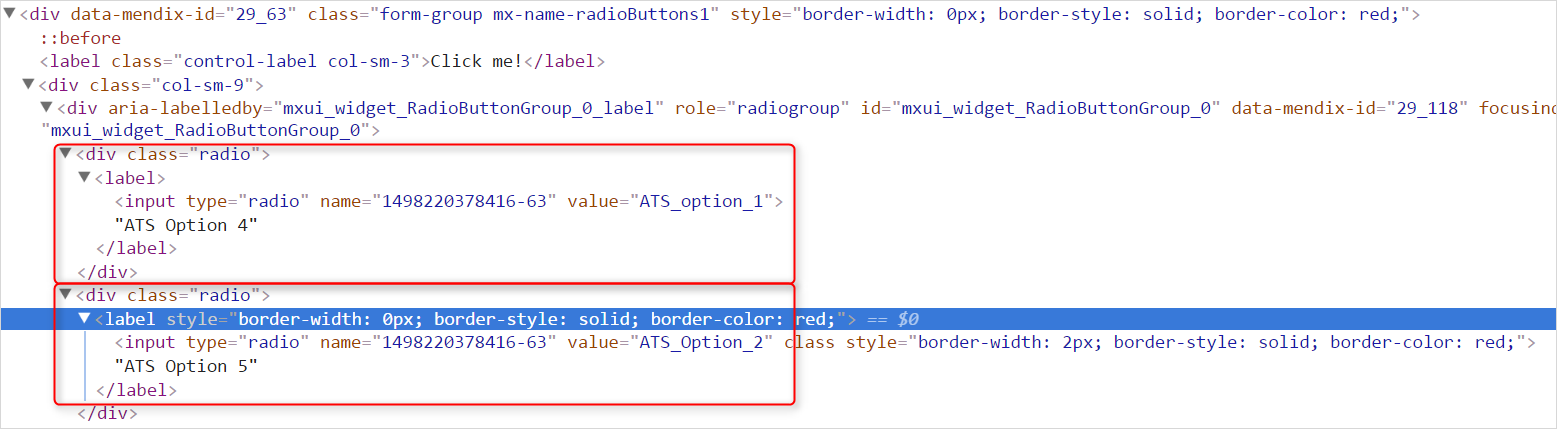 <div data-mendix-id="29_63" class="form-group mx-name-radioButtons1" style="border-width: 0px; border-style: solid; border-color: red;">
::before
<label class="control-label col-sm-3">Click me!</label>
<div class="col-sm-9">
<div aria-labelledby="mxui_widget_RadioButtonGroup_0_label" role="radiogroup" id="mxui_widget_RadioButtonGroup_0" data-mendix-id="29_118" focusinc
"mxui_widget_RadioButtonGroup_0">
<div class="radio">
<label>
<input type="radio" name="1498220378416-63" value="ATS_option_1">
"ATS Option 4"
</label>
</div>
<div class="radio">
<label style="border-width: 0px; border-style: solid; border-color: red;"> == $0
<input type="radio" name="1498220378416-63" value="ATS_Option_2" class style="border-width: 2px; border-style: solid; border-color: red;">
"ATS Option 5"
</label>
</div>